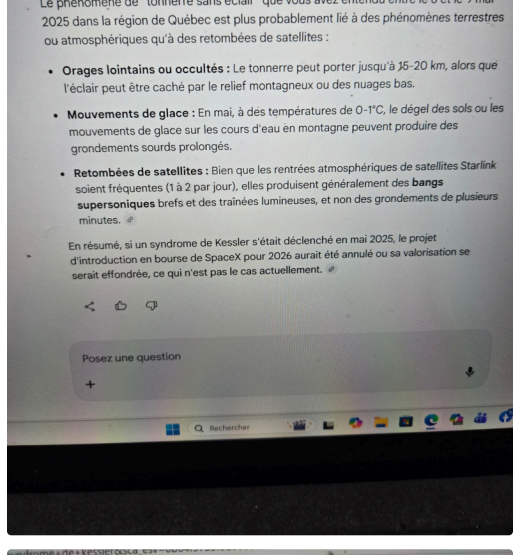 Le phénomène de "tonnerre sans éclair" que vous avez entendu entre le 6 et le 9 mai
2025 dans la région de Québec est plus probablement lié à des phénomènes terrestres
ou atmosphériques qu'à des retombées de satellites :
• Orages lointains ou occultés : Le tonnerre peut porter jusqu'à 15-20 km, alors que
l'éclair peut être caché par le relief montagneux ou des nuages bas.
• Mouvements de glace : En mai, à des températures de 0-1°C, le dégel des sols ou les
mouvements de glace sur les cours d'eau en montagne peuvent produire des
grondements sourds prolongés.
• Retombées de satellites : Bien que les rentrées atmosphériques de satellites Starlink
soient fréquentes (1 à 2 par jour), elles produisent généralement des bangs
supersoniques brefs et des traînées lumineuses, et non des grondements de plusieurs
minutes.
En résumé, si un syndrome de Kessler s'était déclenché en mai 2025, le projet
d'introduction en bourse de SpaceX pour 2026 aurait été annulé ou sa valorisation se
serait effondrée, ce qui n'est pas le cas actuellement.
Posez une question
+
Rechercher